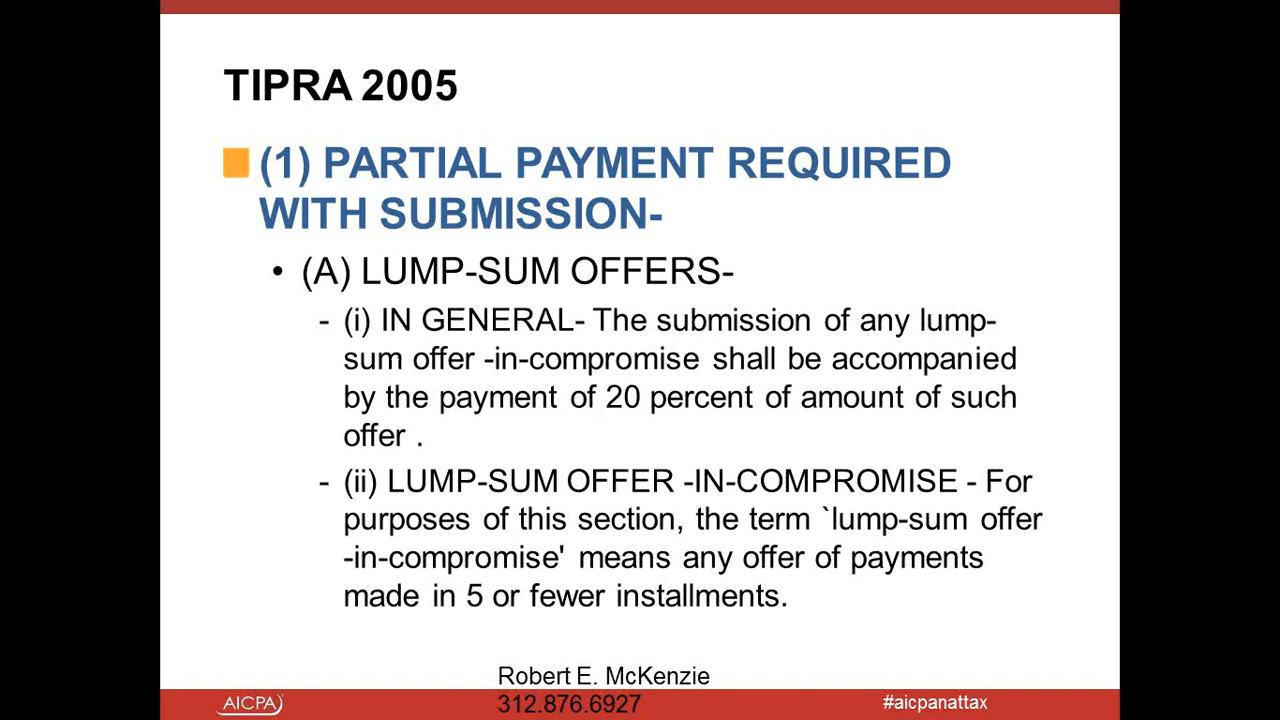 TIPRA 2005
(1) PARTIAL PAYMENT REQUIRED
WITH SUBMISSION-
• (A) LUMP-SUM OFFERS-
- (i) IN GENERAL- The submission of any lump-
sum offer -in-compromise shall be accompanied
by the payment of 20 percent of amount of such
offer .
- (ii) LUMP-SUM OFFER -IN-COMPROMISE - For
purposes of this section, the term `lump-sum offer
-in-compromise' means any offer of payments
made in 5 or fewer installments.
Robert E. McKenzie
312.876.6927
AICPA
#aicpanattax